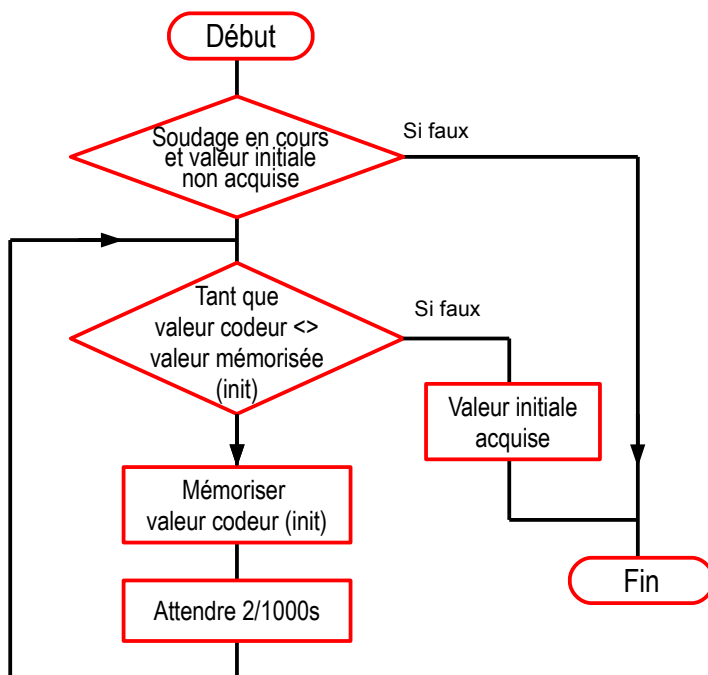 Début
Soudage en cours
et valeur initiale
non acquise
Si faux
Tant que
valeur codeur <>
valeur mémorisée
(init)
Si faux
Valeur initiale
acquise
Mémoriser
valeur codeur (init)
Attendre 2/1000s
Fin